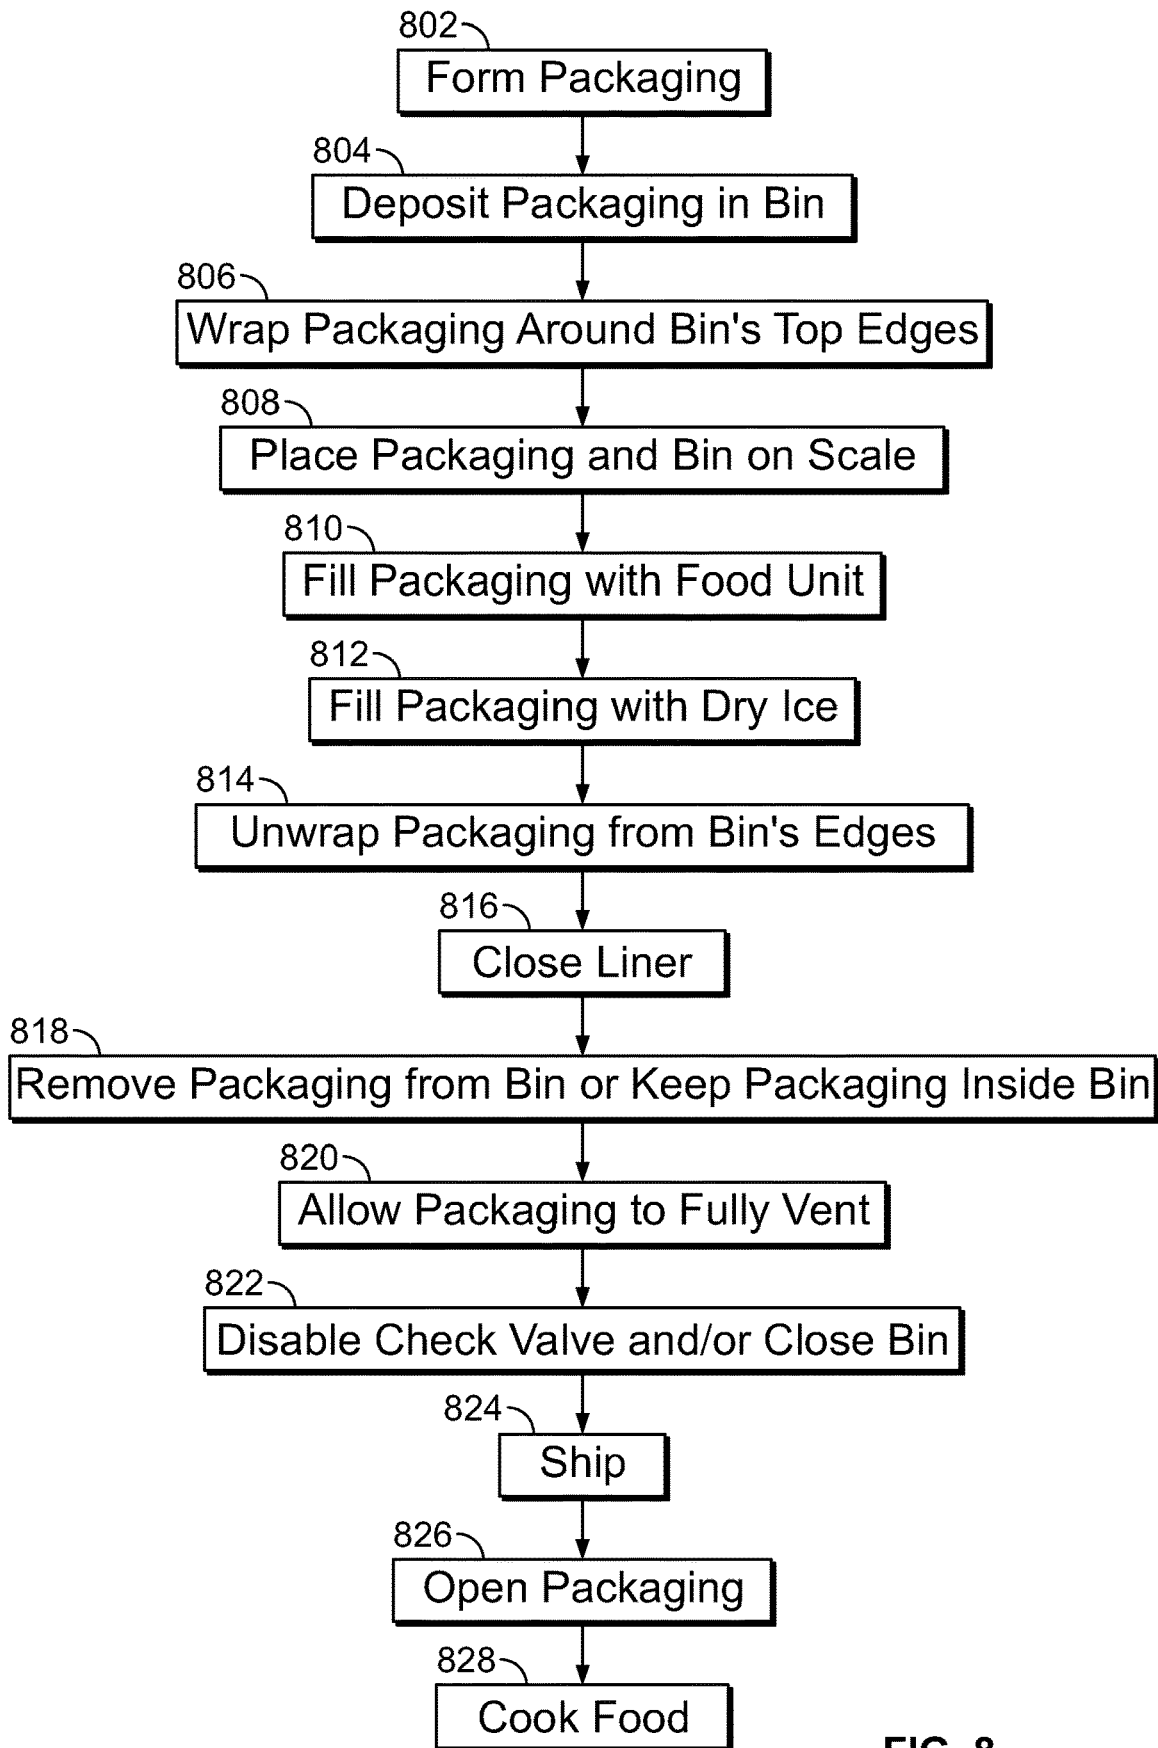 802
Form Packaging
804
Deposit Packaging in Bin
806
Wrap Packaging Around Bin's Top Edges
808
Place Packaging and Bin on Scale
810
Fill Packaging with Food Unit
812
Fill Packaging with Dry Ice
814
Unwrap Packaging from Bin's Edges
816
Close Liner
818
Remove Packaging from Bin or Keep Packaging Inside Bin
820
Allow Packaging to Fully Vent
822
Disable Check Valve and/or Close Bin
824
Ship
826
Open Packaging
828
Cook Food
FIG. 8